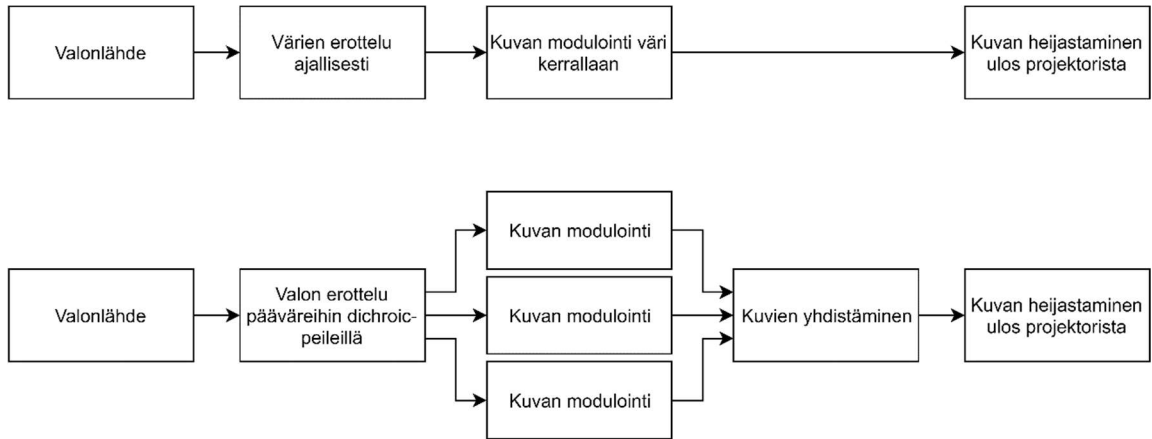 Valonlähde
Värien erottelu
ajallisesti
Kuvan modulointi väri
kerrallaan
Kuvan heijastaminen
ulos projektorista
Valonlähde
Valon erottelu
pääväreihin dichroic-
peileillä
Kuvan modulointi
Kuvan modulointi
Kuvan modulointi
Kuvien yhdistäminen
Kuvan heijastaminen
ulos projektorista